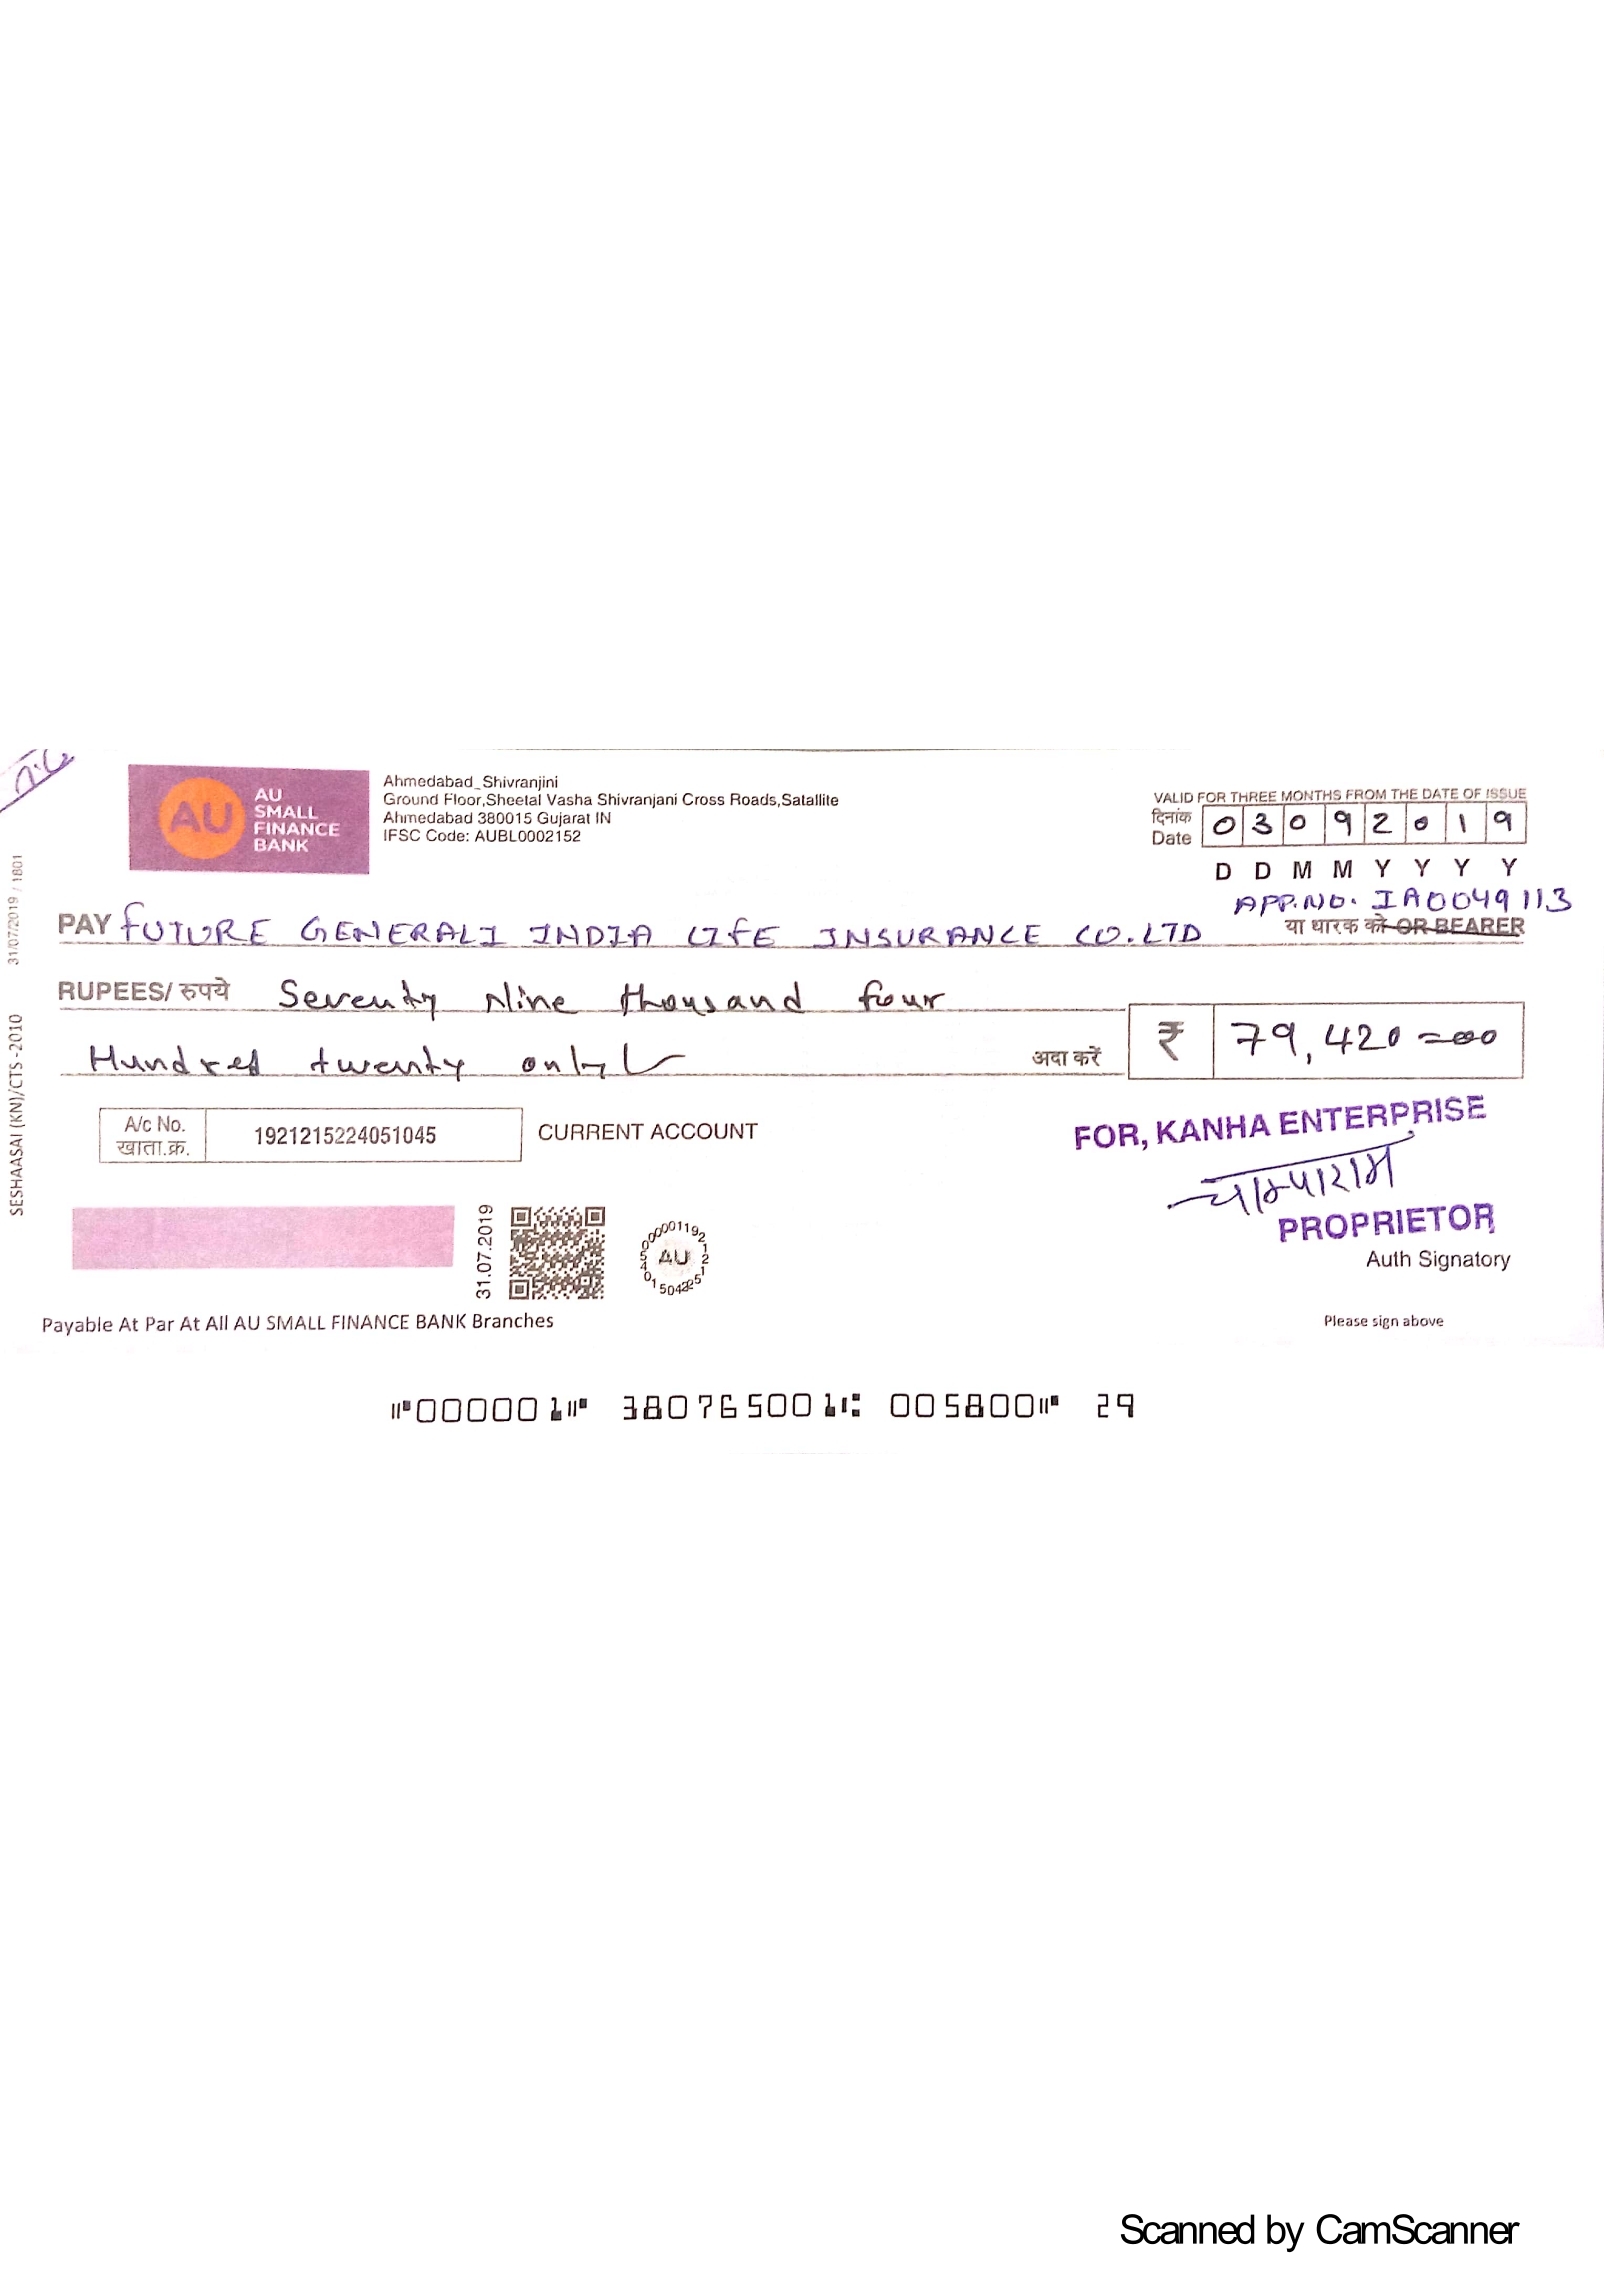 AU
AU
SMALL
FINANCE
BANK
Ahmedabad_Shivranjini
Ground Floor,Sheetal Vasha Shivranjani Cross Roads,Satallite
Ahmedabad 380015 Gujarat IN
IFSC Code: AUBL0002152
VALID FOR THREE MONTHS FROM THE DATE OF ISSUE
दिनांक
Date 0 3 0 9 2 0 1 9
D D M M Y Y Y Y
APP.NO. IA0049113
PAY FUTURE GENERALI INDIA LIFE INSURANCE CO.LTD या धारक को OR BEARER
RUPEES/ रुपये Seventy Nine thousand four
Hundred twenty only अदा करें ₹ 79,420=00
A/c No.
खाता.क्र. 1921215224051045 CURRENT ACCOUNT
FOR, KANHA ENTERPRISE
चाम्पाराम
PROPRIETOR
Auth Signatory
31.07.2019
AU
Payable At Par At All AU SMALL FINANCE BANK Branches
Please sign above
SESHAASAI (KN)/CTS -2010 31/07/2019 / 1801
⑈000001⑈ 380765001⑆ 005800⑈ 29
Scanned by CamScanner